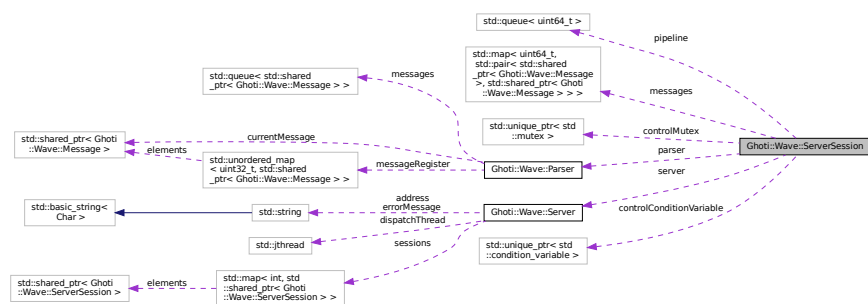 std::queue< uint64_t >
pipeline
std::map< uint64_t,
std::pair< std::shared
_ptr< Ghoti::Wave::Message
>, std::shared_ptr< Ghoti
::Wave::Message > > >
messages
std::queue< std::shared
_ptr< Ghoti::Wave::Message > >
messages
std::unique_ptr< std
::mutex >
controlMutex
Ghoti::Wave::ServerSession
std::shared_ptr< Ghoti
::Wave::Message >
currentMessage
elements
std::unordered_map
< uint32_t, std::shared
_ptr< Ghoti::Wave::Message > >
messageRegister
Ghoti::Wave::Parser
parser
server
std::basic_string<
Char >
std::string
address
errorMessage
dispatchThread
Ghoti::Wave::Server
controlConditionVariable
std::jthread
sessions
std::unique_ptr< std
::condition_variable >
std::shared_ptr< Ghoti
::Wave::ServerSession >
elements
std::map< int, std
::shared_ptr< Ghoti
::Wave::ServerSession > >